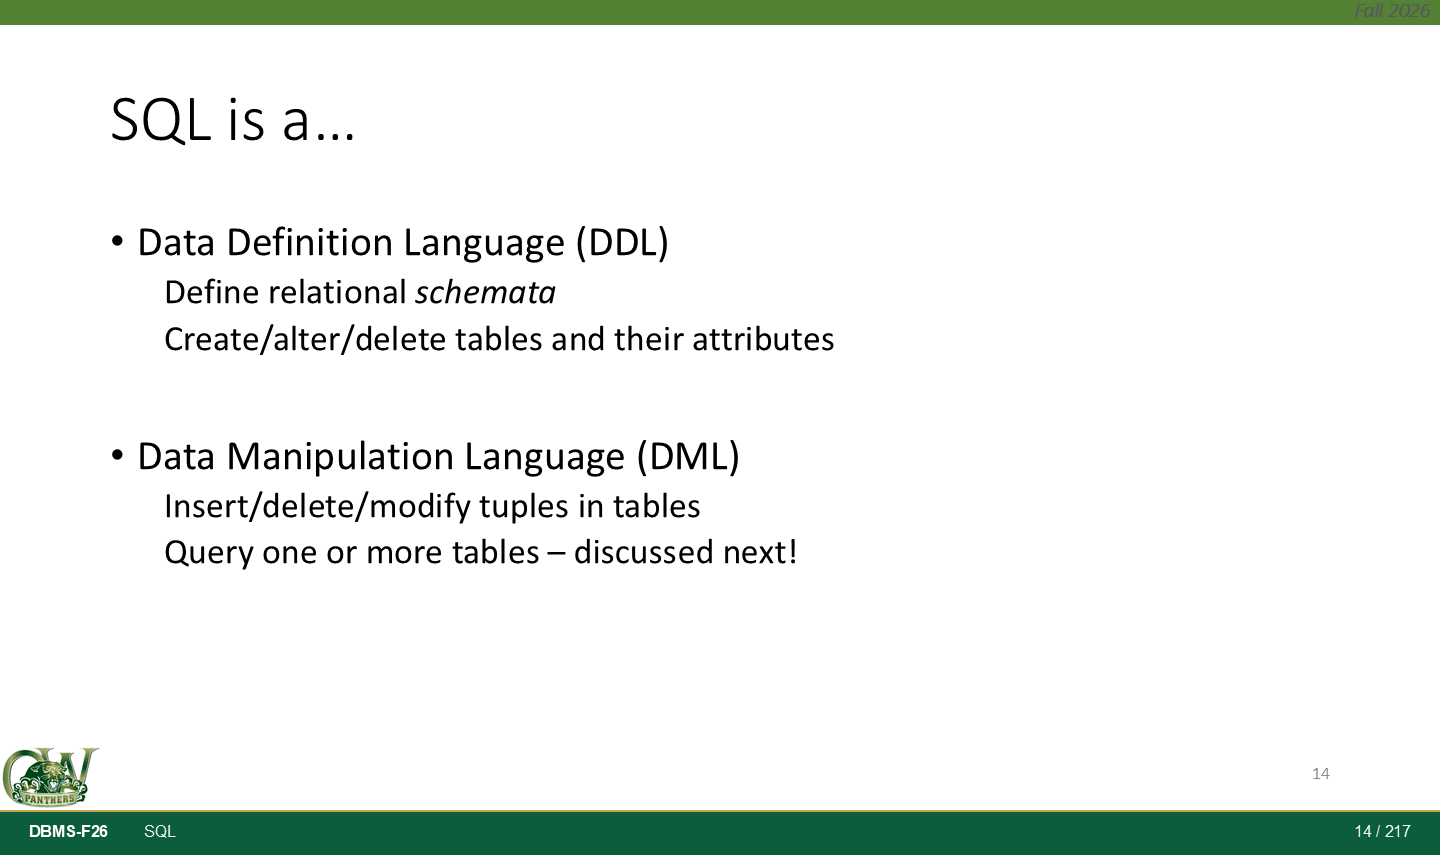 Fall 2026
SQL is a…
• Data Definition Language (DDL)
Define relational schemata
Create/alter/delete tables and their attributes
• Data Manipulation Language (DML)
Insert/delete/modify tuples in tables
Query one or more tables – discussed next!
OW
PANTHERS
14
DBMS-F26 SQL 14 / 217